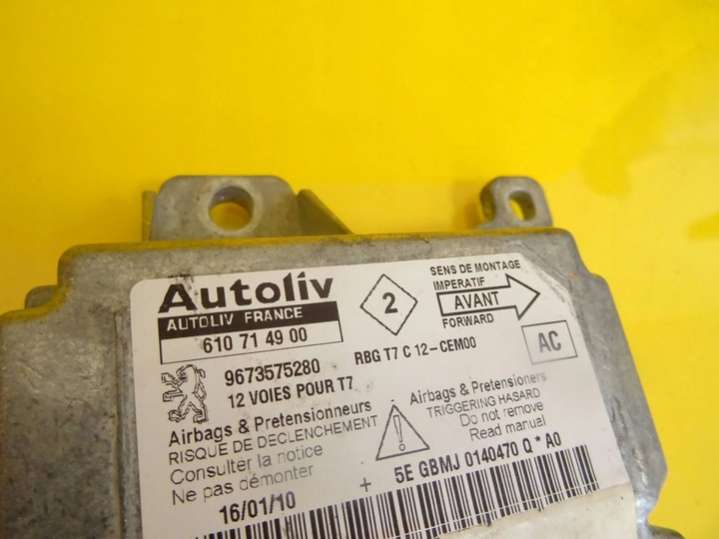 Autoliv
AUTOLIV FRANCE
610 71 49 00
2
SENS DE MONTAGE
IMPERATIF
AVANT
FORWARD
9673575280
12 VOIES POUR T7
RBG T7 C 12-CEM00
AC
Airbags & Pretensionneurs
RISQUE DE DECLENCHEMENT
Consulter la notice
Ne pas démonter
Airbags & Pretensioners
TRIGGERING HASARD
Do not remove
Read manual
16/01/10
+ 5E GBMJ 0140470 Q * A0